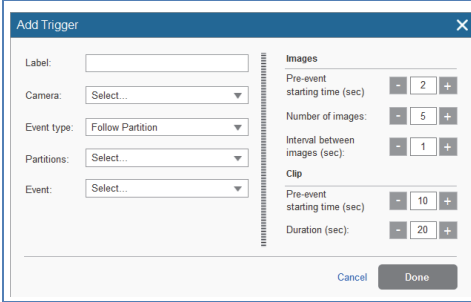 Add Trigger
Label:
Camera: Select...
Event type: Follow Partition
Partitions: Select...
Event: Select...
Images
Pre-event
starting time (sec) - 2 +
Number of images: - 5 +
Interval between
images (sec): - 1 +
Clip
Pre-event
starting time (sec) - 10 +
Duration (sec): - 20 +
Cancel Done